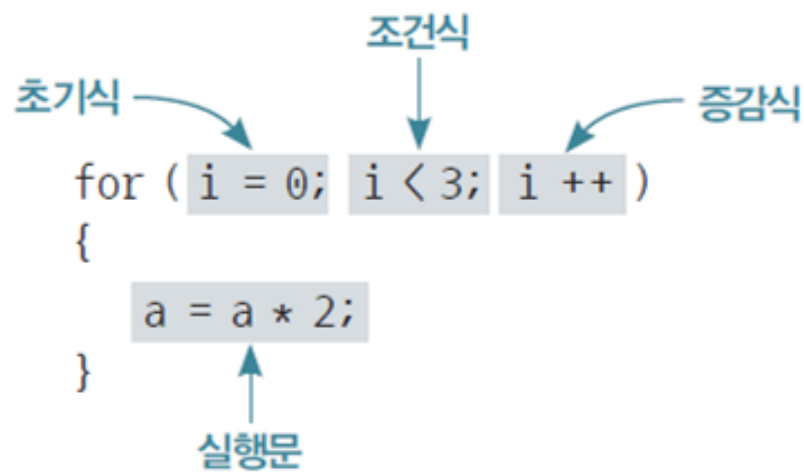 조건식
초기식
증감식
for ( i = 0; i < 3; i ++ )
{
a = a * 2;
}
실행문